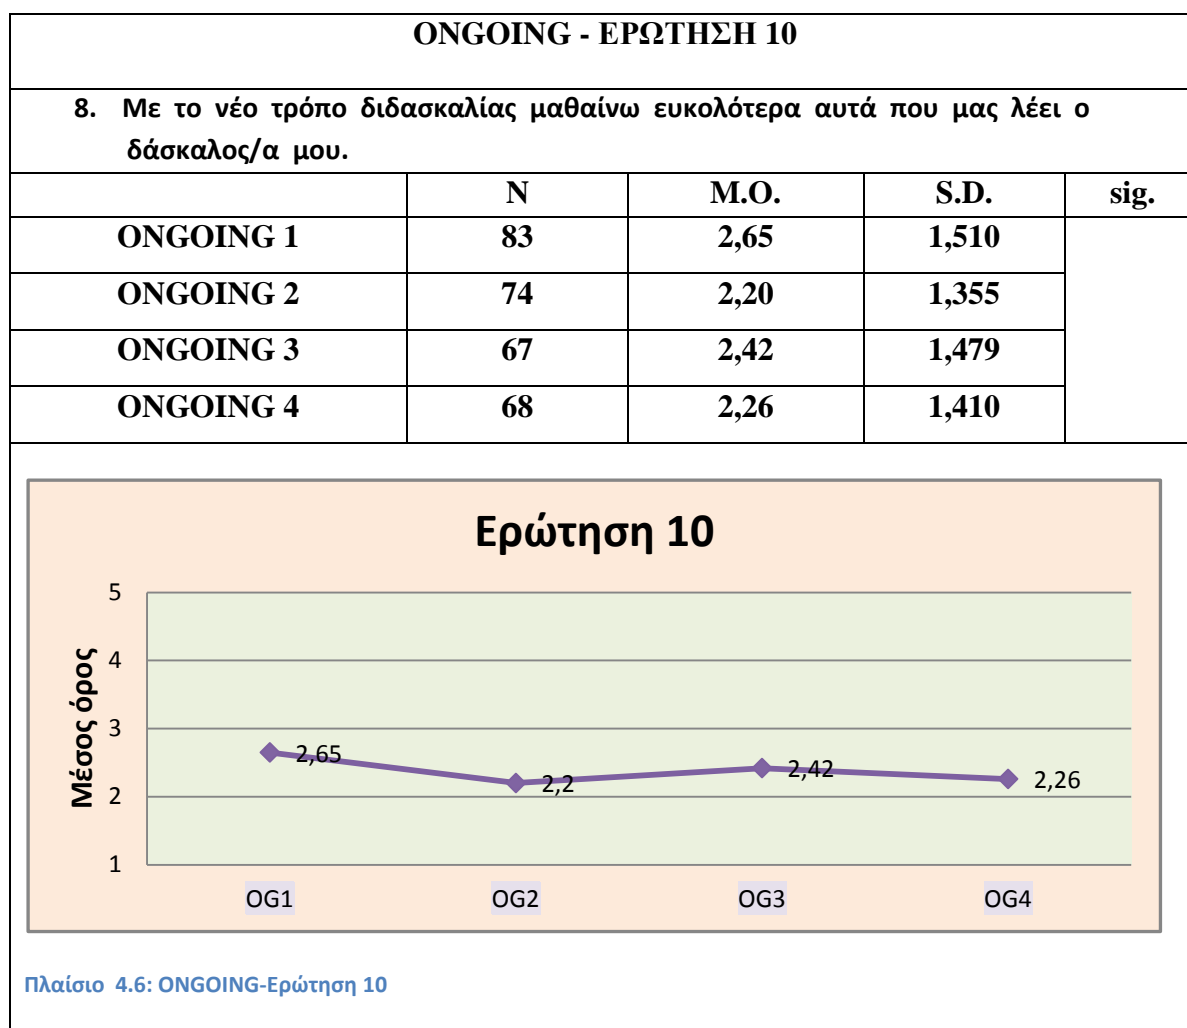 ONGOING - ΕΡΩΤΗΣΗ 10
8. Με το νέο τρόπο διδασκαλίας μαθαίνω ευκολότερα αυτά που μας λέει ο
δάσκαλος/α μου.
N M.O. S.D. sig.
ONGOING 1 83 2,65 1,510
ONGOING 2 74 2,20 1,355
ONGOING 3 67 2,42 1,479
ONGOING 4 68 2,26 1,410
Ερώτηση 10
Μέσος όρος
5
4
3
2
1
2,65
2,2
2,42
2,26
OG1 OG2 OG3 OG4
Πλαίσιο 4.6: ONGOING-Ερώτηση 10